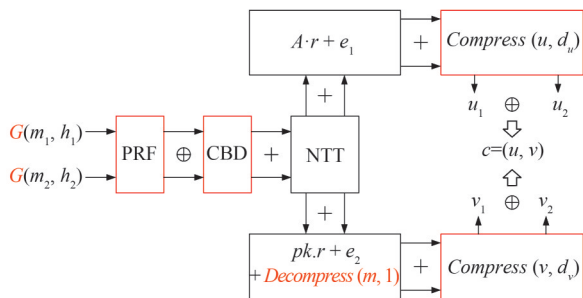 A·r + e₁
+
Compress (u, dᵤ)
+
u₁ ⊕ u₂
G(m₁, h₁)
G(m₂, h₂)
PRF
⊕
CBD
+
NTT
c=(u, v)
+
v₁ ⊕ v₂
pk.r + e₂
+ Decompress (m, 1)
+
Compress (v, dᵥ)